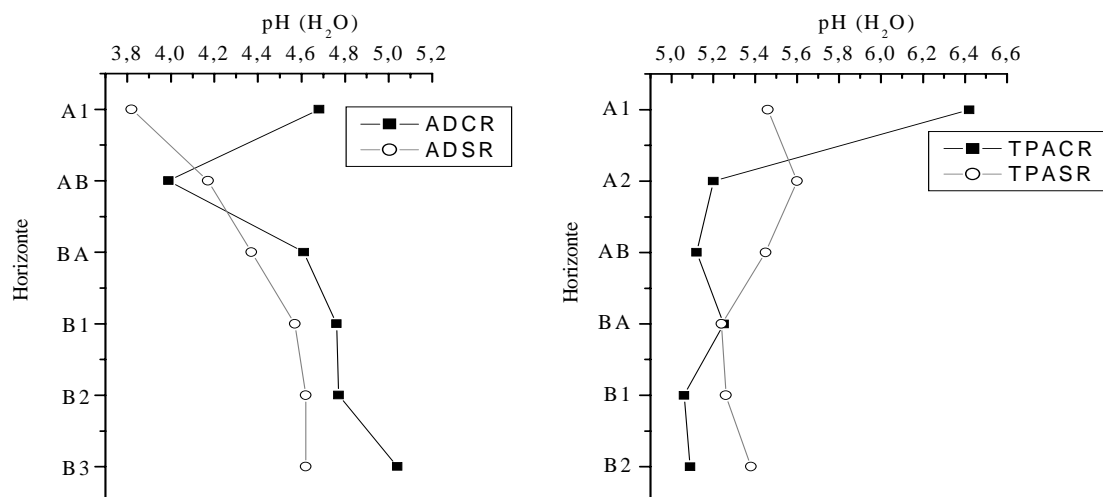 pH (H₂O)
3,8 4,0 4,2 4,4 4,6 4,8 5,0 5,2
Horizonte
A1
AB
BA
B1
B2
B3
ADCR
ADSR
pH (H₂O)
5,0 5,2 5,4 5,6 5,8 6,0 6,2 6,4 6,6
Horizonte
A1
A2
AB
BA
B1
B2
TPACR
TPASR